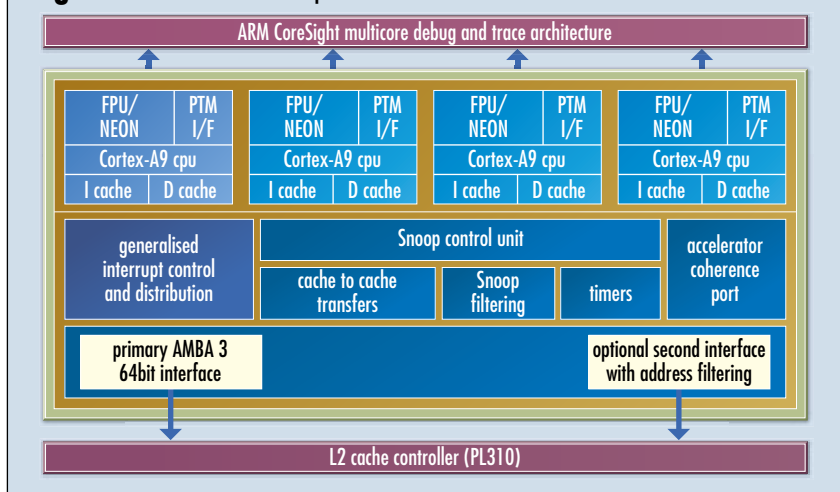 ARM CoreSight multicore debug and trace architecture
FPU/
NEON
PTM
I/F
Cortex-A9 cpu
I cache
D cache
FPU/
NEON
PTM
I/F
Cortex-A9 cpu
I cache
D cache
FPU/
NEON
PTM
I/F
Cortex-A9 cpu
I cache
D cache
FPU/
NEON
PTM
I/F
Cortex-A9 cpu
I cache
D cache
generalised
interrupt control
and distribution
Snoop control unit
cache to cache
transfers
Snoop
filtering
timers
accelerator
coherence
port
primary AMBA 3
64bit interface
optional second interface
with address filtering
L2 cache controller (PL310)